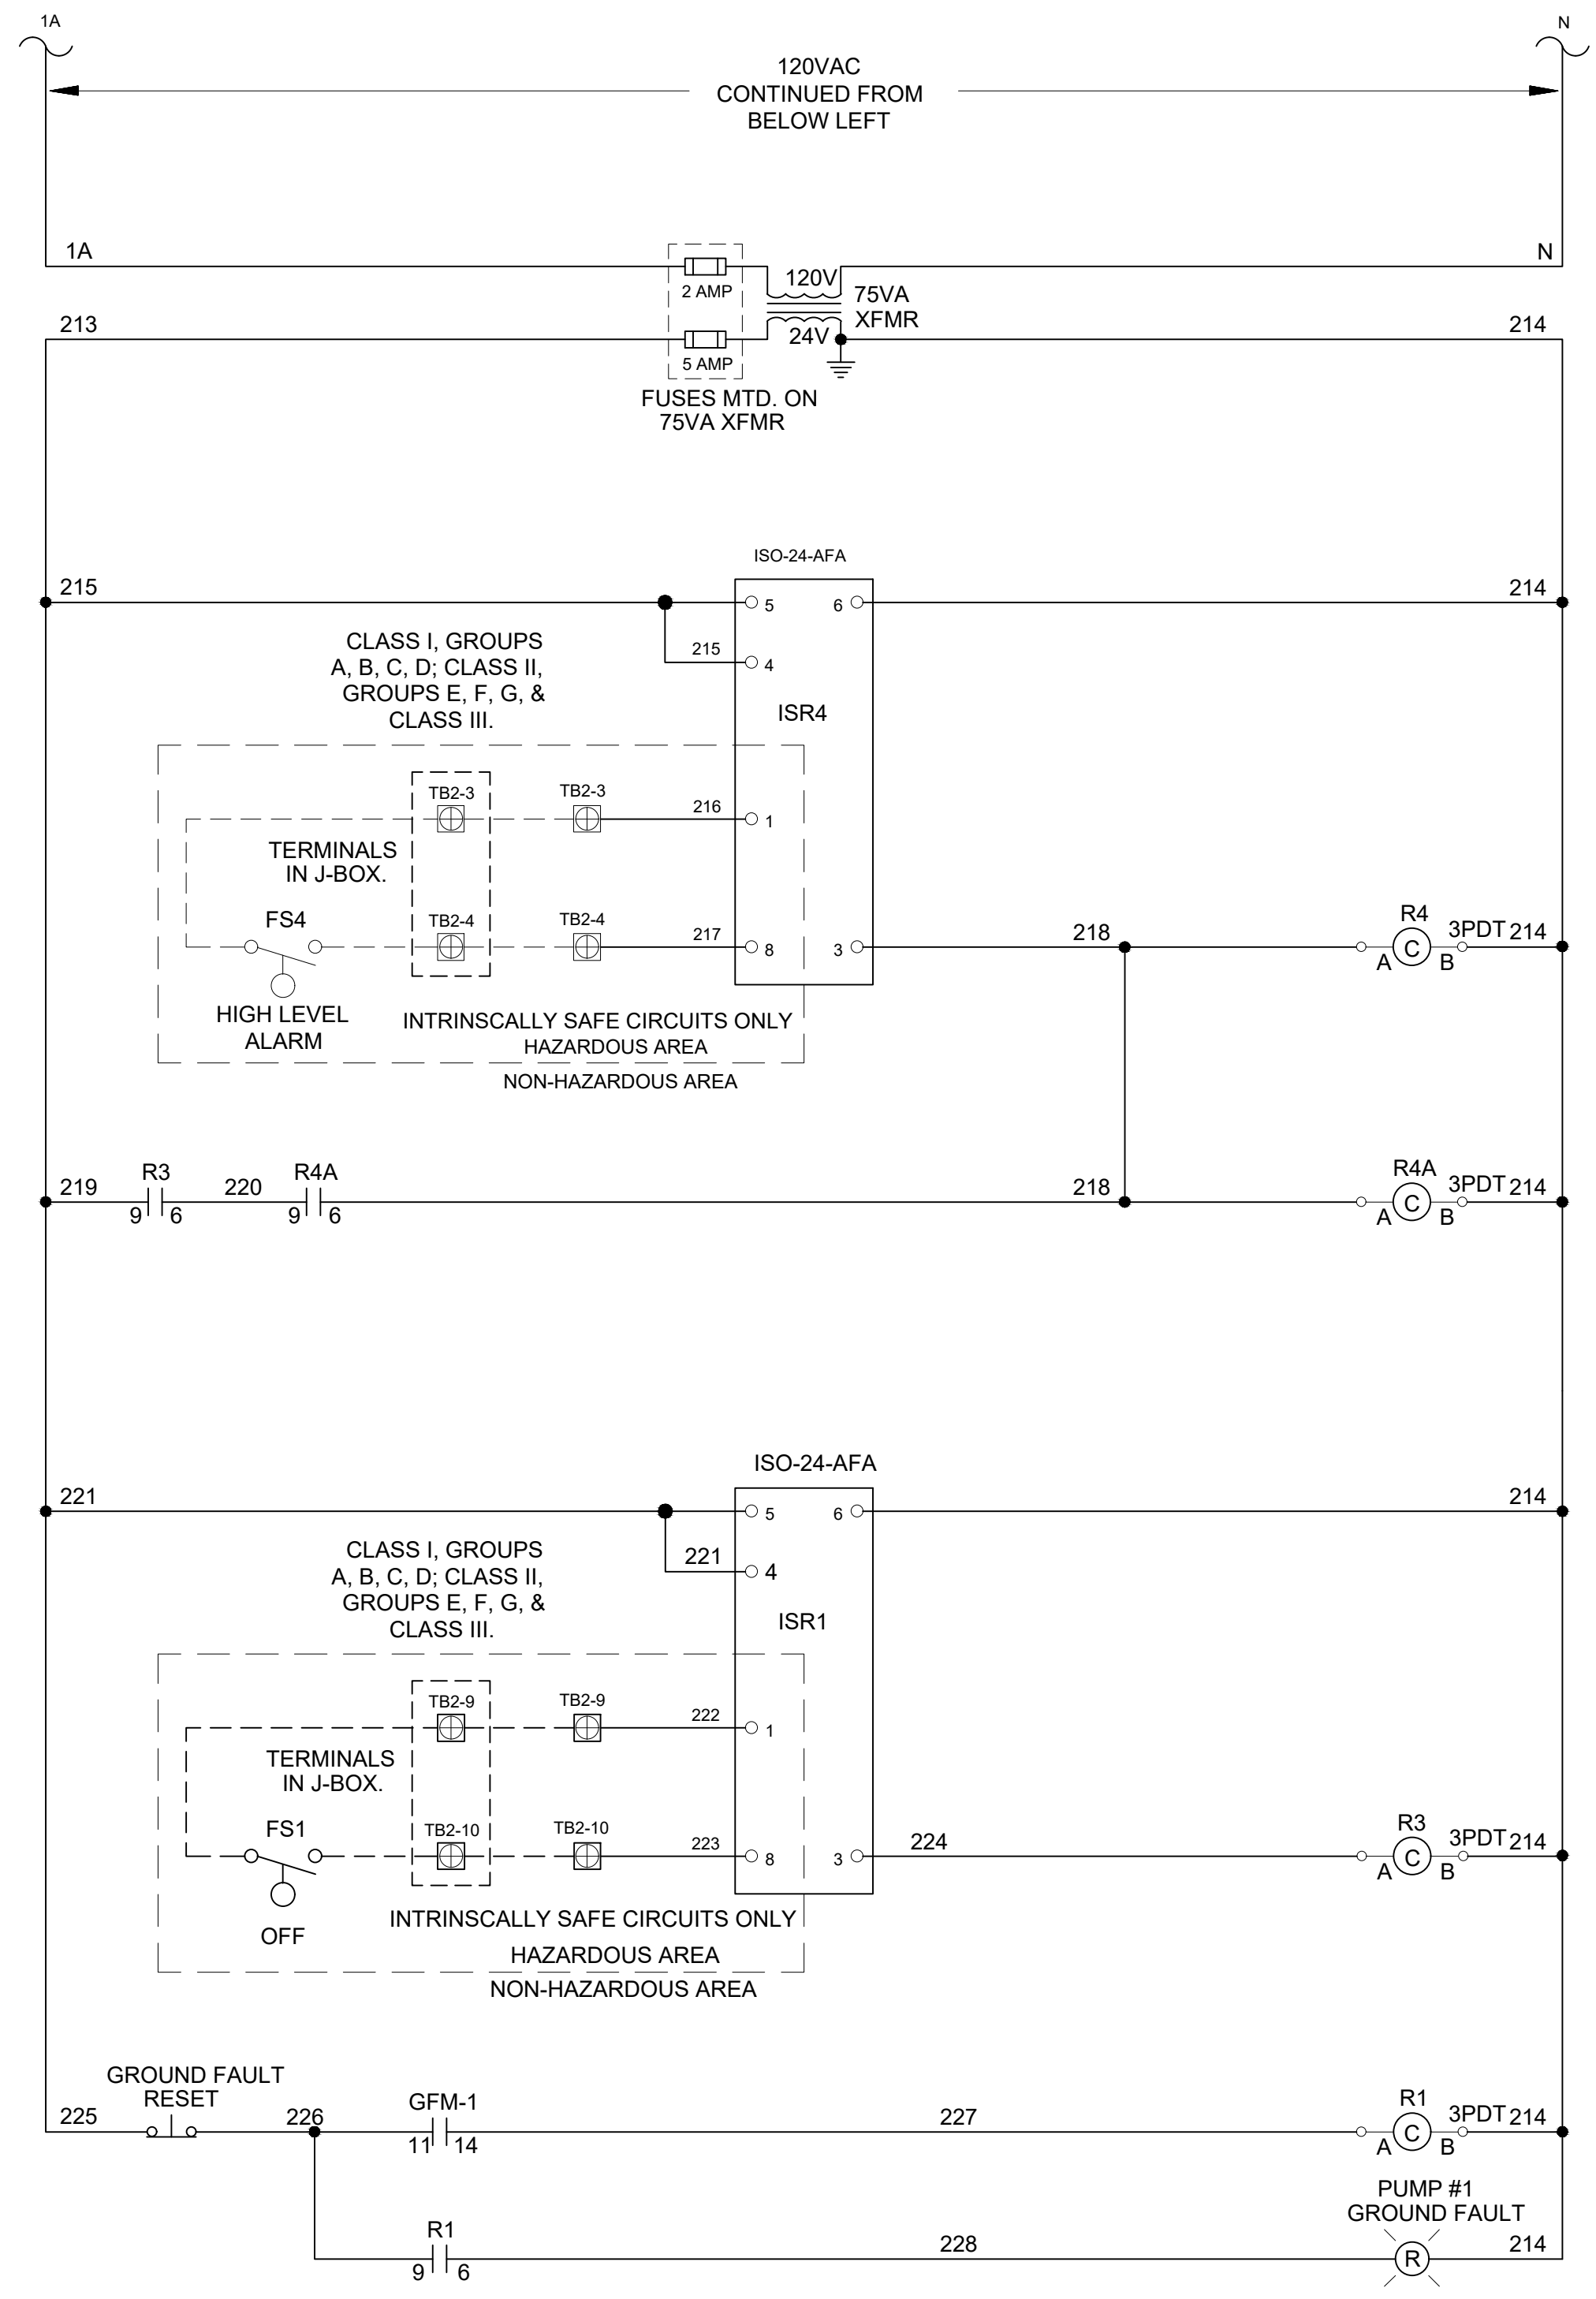 1A
N
120VAC
CONTINUED FROM
BELOW LEFT
1A
N
2 AMP
120V
75VA
XFMR
213
24V
214
5 AMP
FUSES MTD. ON
75VA XFMR
ISO-24-AFA
215
5
6
214
215
4
CLASS I, GROUPS
A, B, C, D; CLASS II,
GROUPS E, F, G, &
CLASS III.
ISR4
TB2-3
TB2-3
216
1
TERMINALS
IN J-BOX.
FS4
TB2-4
TB2-4
217
8
3
218
R4
3PDT
214
A
C
B
HIGH LEVEL
ALARM
INTRINSCALLY SAFE CIRCUITS ONLY
HAZARDOUS AREA
NON-HAZARDOUS AREA
219
R3
220
R4A
218
R4A
3PDT
214
9
6
9
6
A
C
B
ISO-24-AFA
221
5
6
214
221
4
CLASS I, GROUPS
A, B, C, D; CLASS II,
GROUPS E, F, G, &
CLASS III.
ISR1
TB2-9
TB2-9
222
1
TERMINALS
IN J-BOX.
FS1
TB2-10
TB2-10
223
8
3
224
R3
3PDT
214
A
C
B
OFF
INTRINSCALLY SAFE CIRCUITS ONLY
HAZARDOUS AREA
NON-HAZARDOUS AREA
GROUND FAULT
RESET
225
226
GFM-1
227
R1
3PDT
214
11
14
A
C
B
PUMP #1
GROUND FAULT
R1
228
R
214
9
6